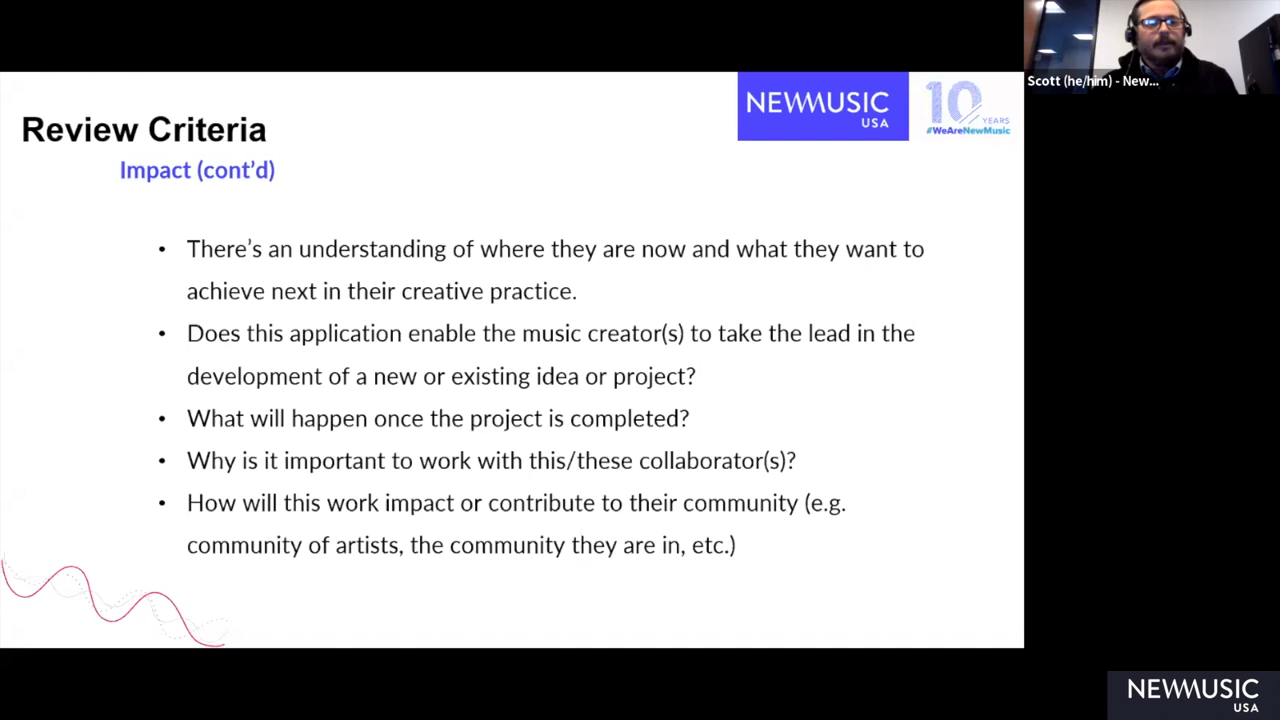 Scott (he/him) - New...
NEWMUSIC
USA
10
YEARS
#WeAreNewMusic
Review Criteria
Impact (cont'd)
• There's an understanding of where they are now and what they want to
achieve next in their creative practice.
• Does this application enable the music creator(s) to take the lead in the
development of a new or existing idea or project?
• What will happen once the project is completed?
• Why is it important to work with this/these collaborator(s)?
• How will this work impact or contribute to their community (e.g.
community of artists, the community they are in, etc.)
NEWMUSIC
USA